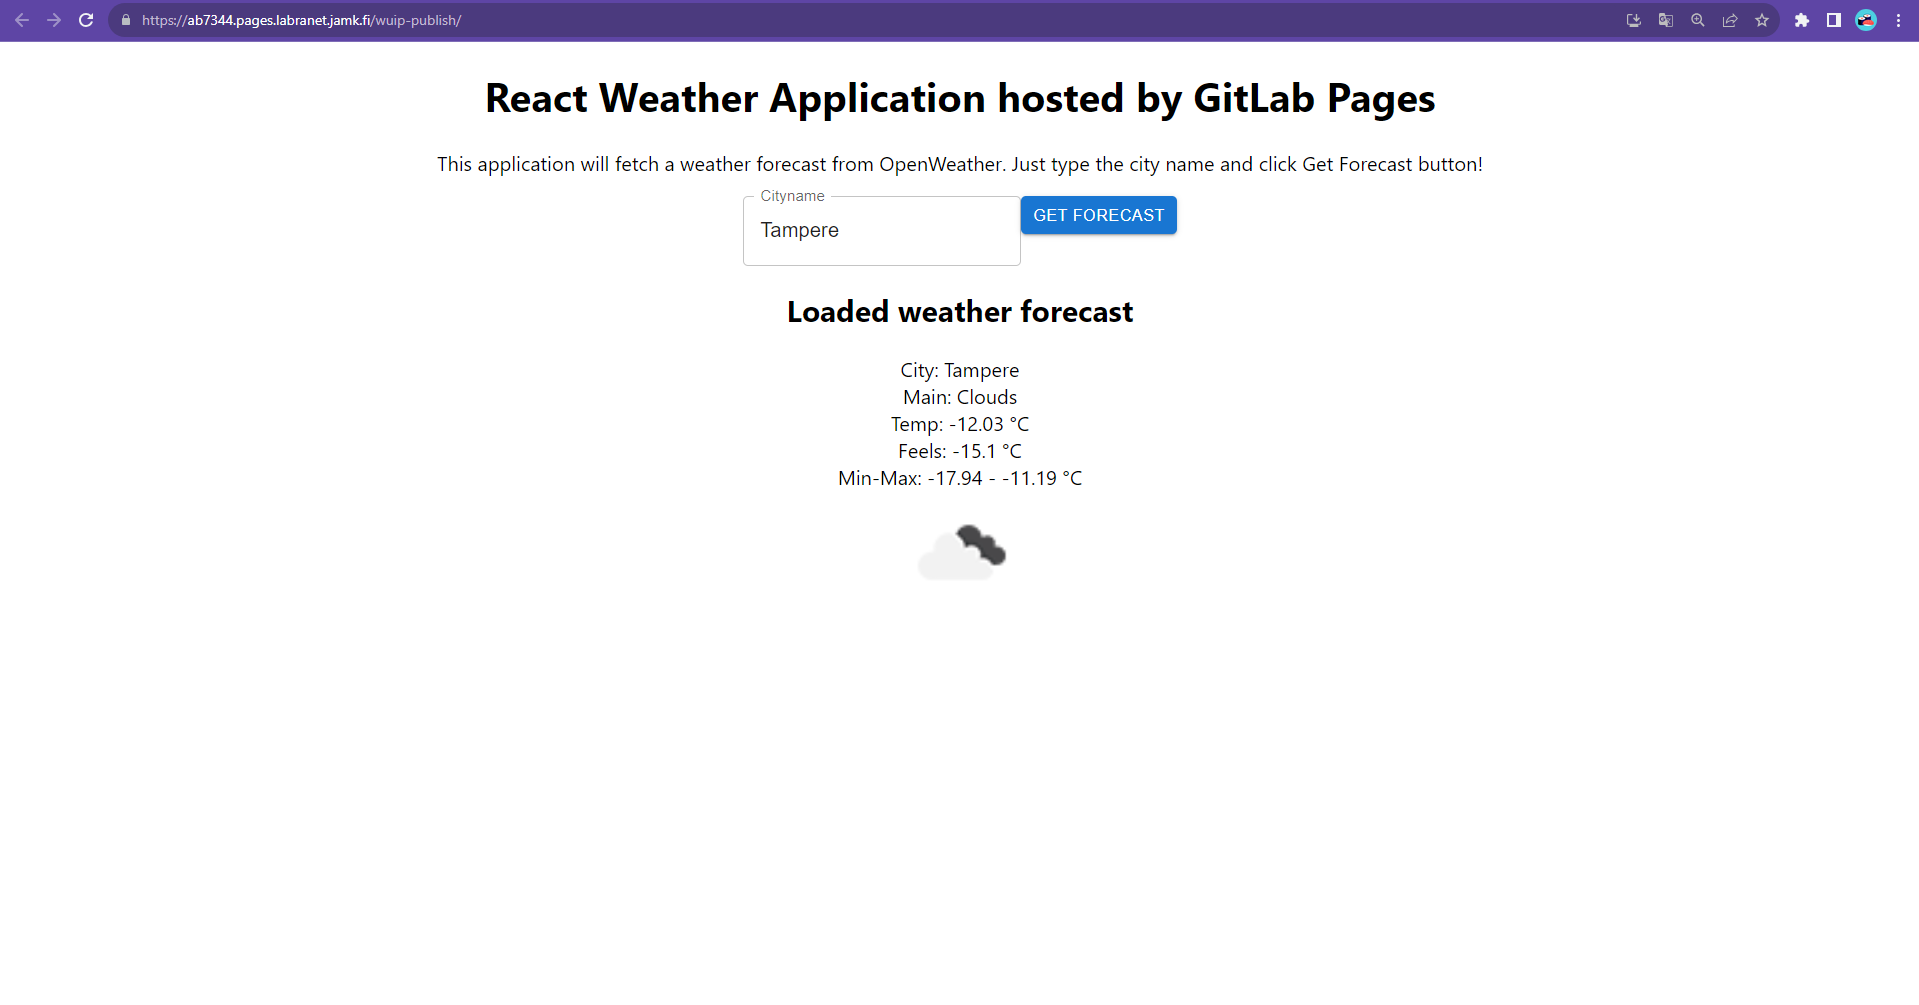 https://ab7344.pages.labranet.jamk.fi/wuip-publish/
React Weather Application hosted by GitLab Pages
This application will fetch a weather forecast from OpenWeather. Just type the city name and click Get Forecast button!
Cityname
Tampere
GET FORECAST
Loaded weather forecast
City: Tampere
Main: Clouds
Temp: -12.03 °C
Feels: -15.1 °C
Min-Max: -17.94 - -11.19 °C